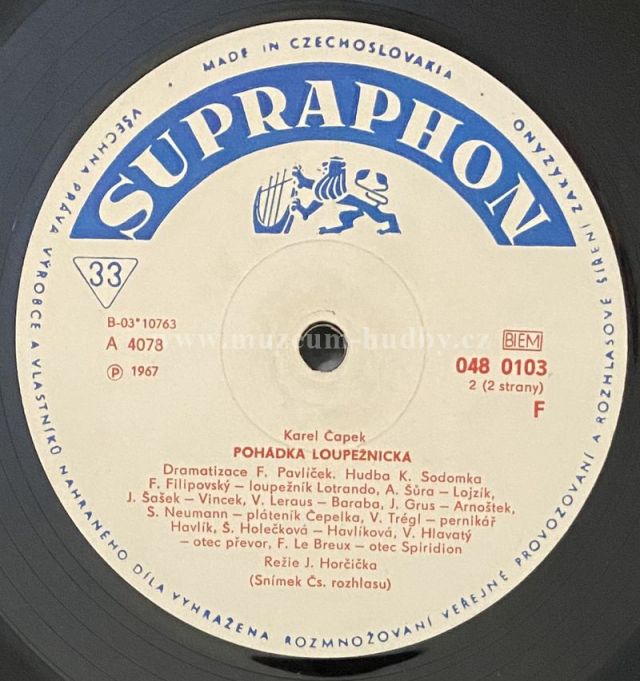 MADE IN CZECHOSLOVAKIA
SUPRAPHON
33
B-03*10763
A 4078
Ⓟ 1967
BIEM
048 0103
2 (2 strany)
F
www.muzeum-hudby.cz
Karel Čapek
POHÁDKA LOUPEŽNICKÁ
Dramatizace F. Pavlíček. Hudba K. Sodomka
F. Filipovský – loupežník Lotrando, A. Šůra – Lojzík,
J. Šašek – Vincek, V. Leraus – Baraba, J. Grus – Arnoštek,
S. Neumann – pláteník Čepelka, V. Trégl – pernikář
Havlík, Š. Holečková – Havlíková, V. Hlavatý
– otec převor, F. Le Breux – otec Spiridion
Režie J. Horčička
(Snímek Čs. rozhlasu)
VŠECHNA PRÁVA VÝROBCE A VLASTNÍKŮ NAHRANÉHO DÍLA VYHRAŽENA ROZMNOŽOVÁNÍ VEŘEJNÉ PROVOZOVÁNÍ A ROZHLASOVÉ ŠÍŘENÍ ZAKÁZÁNO